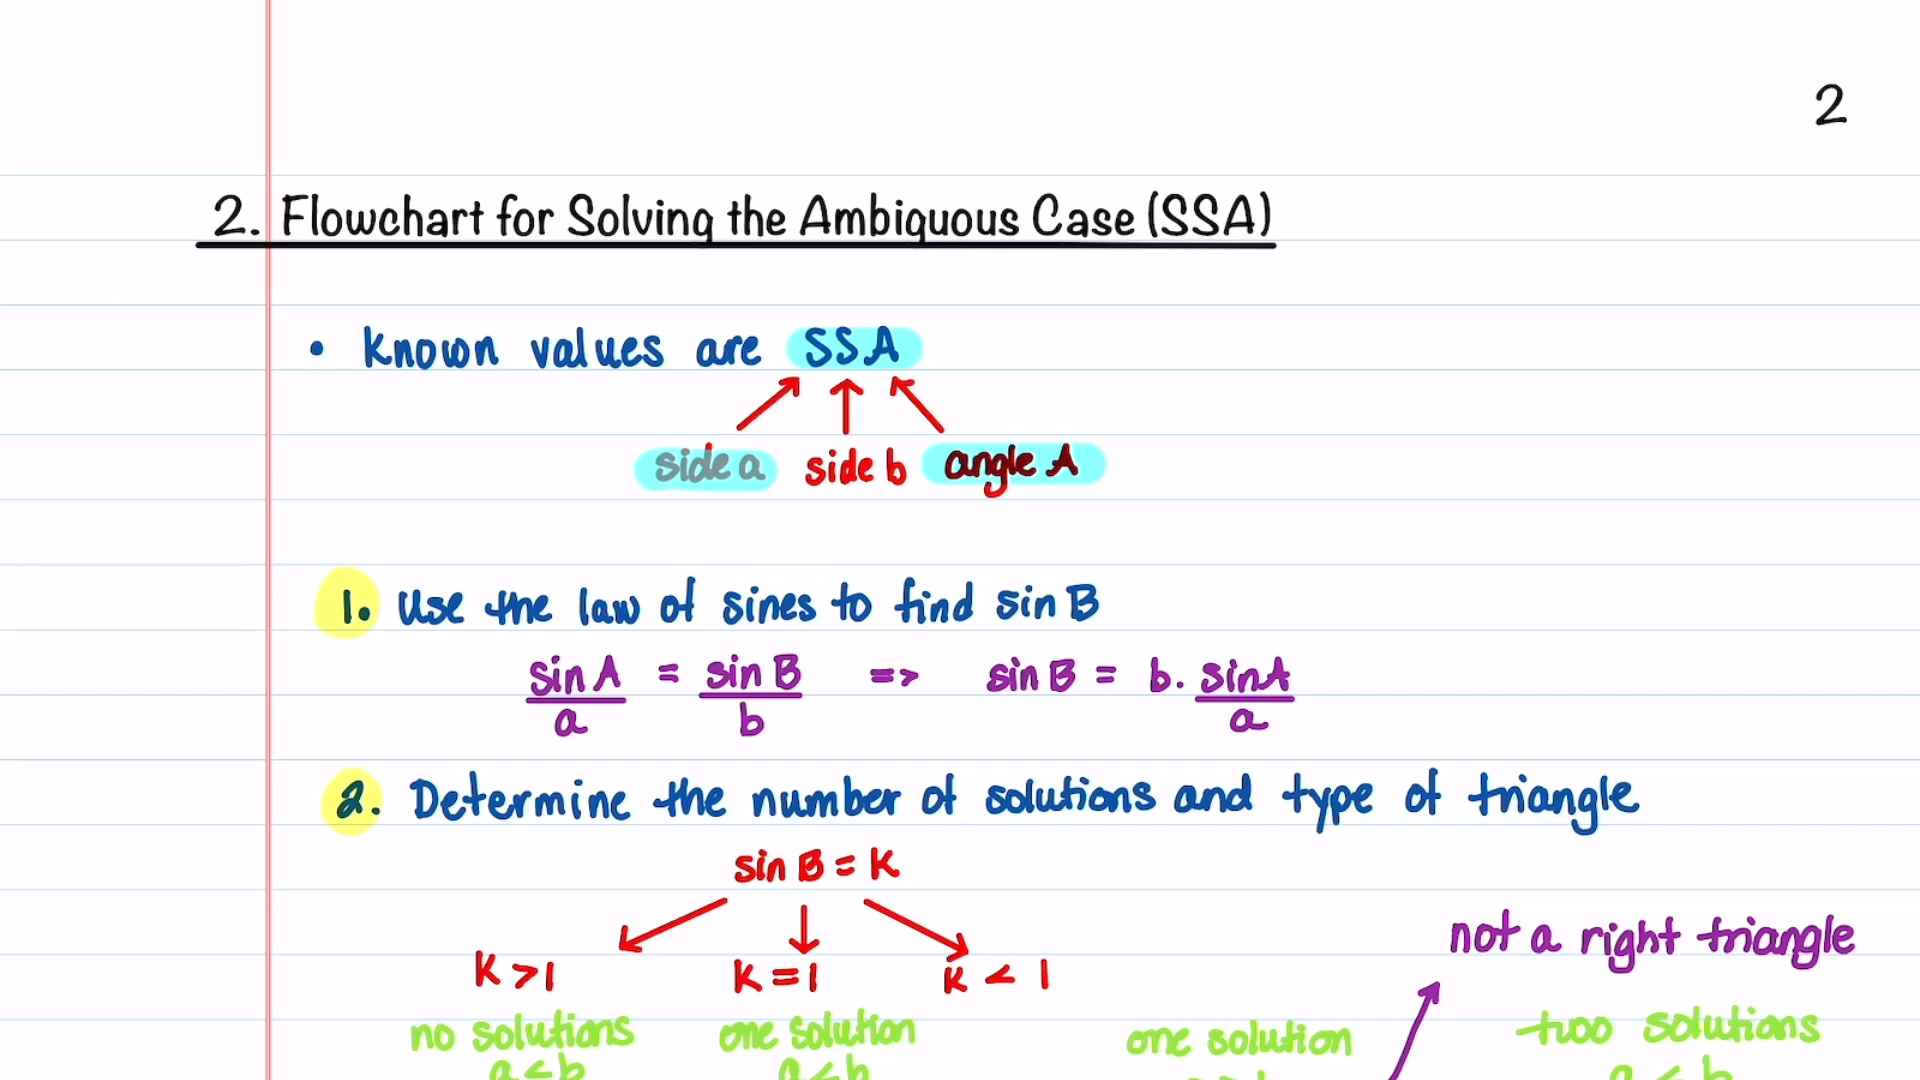 2
2. Flowchart for Solving the Ambiguous Case (SSA)
• Known values are SSA
side a side b angle A
1. Use the law of sines to find sin B
sin A / a = sin B / b => sin B = b · sin A / a
2. Determine the number of solutions and type of triangle
sin B = K
not a right triangle
K > 1 K = 1 K < 1
no solutions one solution one solution two solutions
a < b a < b a < b